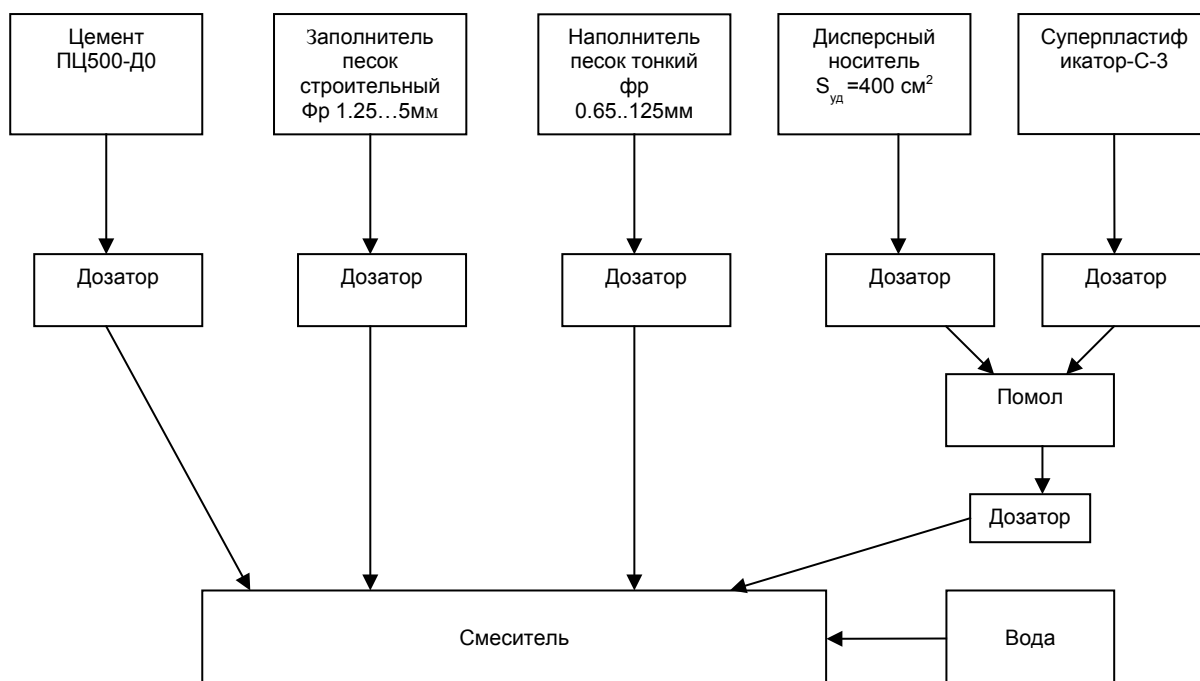 Цемент
ПЦ500-Д0
Заполнитель
песок
строительный
Фр 1.25…5мм
Наполнитель
песок тонкий
фр
0.65..125мм
Дисперсный
носитель
Sуд =400 см²
Суперпластиф
икатор-С-3
Дозатор
Дозатор
Дозатор
Дозатор
Дозатор
Помол
Дозатор
Смеситель
Вода